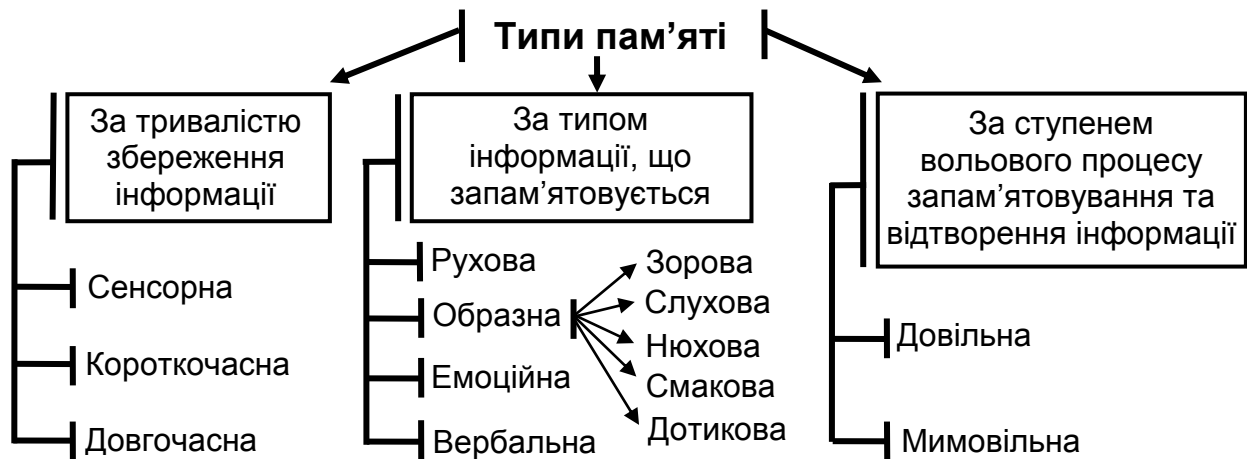 Типи пам’яті
За тривалістю
збереження
інформації
Сенсорна
Короткочасна
Довгочасна
За типом
інформації, що
запам’ятовується
Рухова
Образна
Зорова
Слухова
Нюхова
Смакова
Дотикова
Емоційна
Вербальна
За ступенем
вольового процесу
запам’ятовування та
відтворення інформації
Довільна
Мимовільна